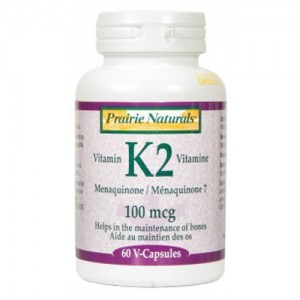 Prairie Naturals
Vitamin K2 Vitamine
Menaquinone / Ménaquinone 7
100 mcg
Helps in the maintenance of bones
Aide au maintien des os
60 V-Capsules